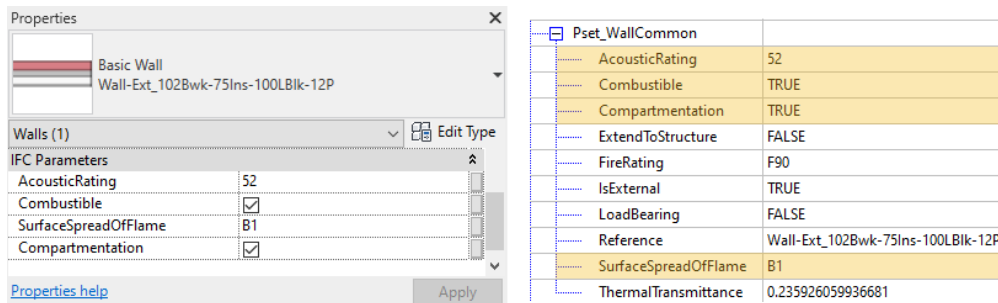 Properties
Basic Wall
Wall-Ext_102Bwk-75Ins-100LBlk-12P
Walls (1)
Edit Type
IFC Parameters
AcousticRating 52
Combustible
SurfaceSpreadOfFlame B1
Compartmentation
Properties help
Apply
Pset_WallCommon
AcousticRating 52
Combustible TRUE
Compartmentation TRUE
ExtendToStructure FALSE
FireRating F90
IsExternal TRUE
LoadBearing FALSE
Reference Wall-Ext_102Bwk-75Ins-100LBlk-12P
SurfaceSpreadOfFlame B1
ThermalTransmittance 0.235926059936681